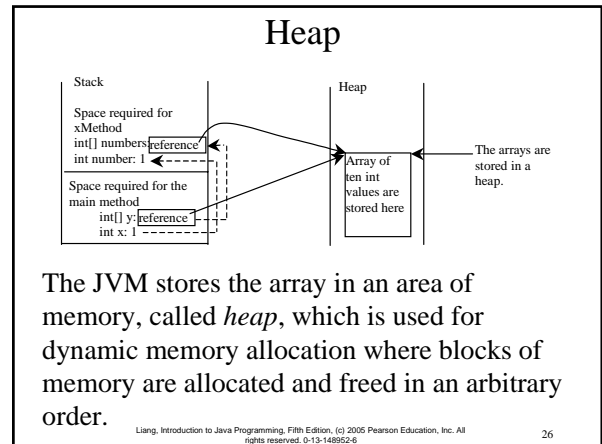 Heap
Stack
Space required for
xMethod
int[] numbers: reference
int number: 1
Space required for the
main method
int[] y: reference
int x: 1
Heap
Array of
ten int
values are
stored here
The arrays are
stored in a
heap.
The JVM stores the array in an area of
memory, called heap, which is used for
dynamic memory allocation where blocks of
memory are allocated and freed in an arbitrary
order.
Liang, Introduction to Java Programming, Fifth Edition, (c) 2005 Pearson Education, Inc. All
rights reserved. 0-13-148952-6
26